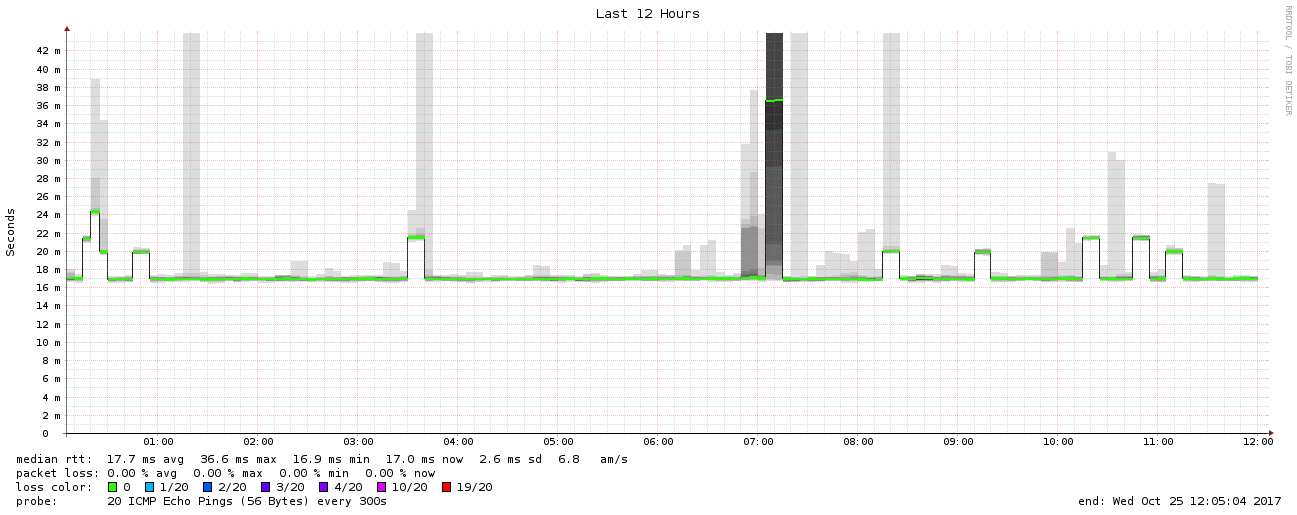 Last 12 Hours
RRDTOOL / TOBI OETIKER
Seconds
42 m
40 m
38 m
36 m
34 m
32 m
30 m
28 m
26 m
24 m
22 m
20 m
18 m
16 m
14 m
12 m
10 m
8 m
6 m
4 m
2 m
0
01:00 02:00 03:00 04:00 05:00 06:00 07:00 08:00 09:00 10:00 11:00 12:00
median rtt: 17.7 ms avg 36.6 ms max 16.9 ms min 17.0 ms now 2.6 ms sd 6.8 am/s
packet loss: 0.00 % avg 0.00 % max 0.00 % min 0.00 % now
loss color: 0 1/20 2/20 3/20 4/20 10/20 19/20
probe: 20 ICMP Echo Pings (56 Bytes) every 300s end: Wed Oct 25 12:05:04 2017